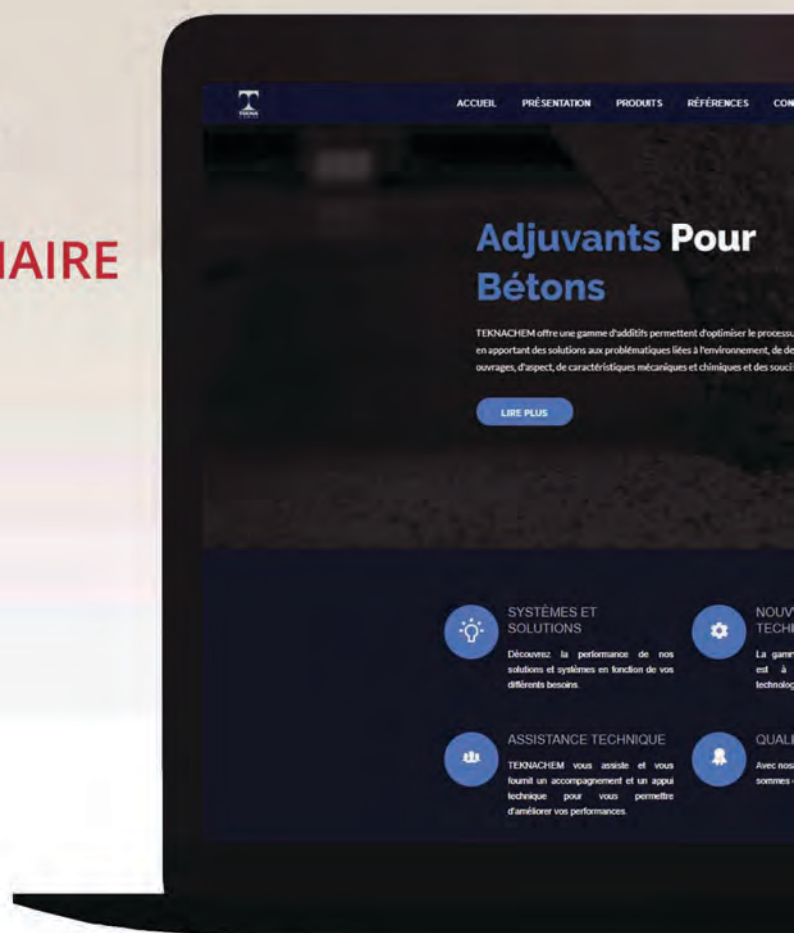 NAIRE
TEKNA
ACCUEIL PRÉSENTATION PRODUITS RÉFÉRENCES CON
Adjuvants Pour
Bétons
TEKNACHEM offre une gamme d'additifs permettent d'optimiser le processu
en apportant des solutions aux problématiques liées à l'environnement, de de
ouvrages, d'aspect, de caractéristiques mécaniques et chimiques et des souci
LIRE PLUS
SYSTÈMES ET
SOLUTIONS
Découvrez la performance de nos
solutions et systèmes en fonction de vos
différents besoins.
NOUV
TECHN
La gamm
est à
technolog
ASSISTANCE TECHNIQUE
TEKNACHEM vous assiste et vous
fournit un accompagnement et un appui
technique pour vous permettre
d'améliorer vos performances.
QUALI
Avec nos
sommes